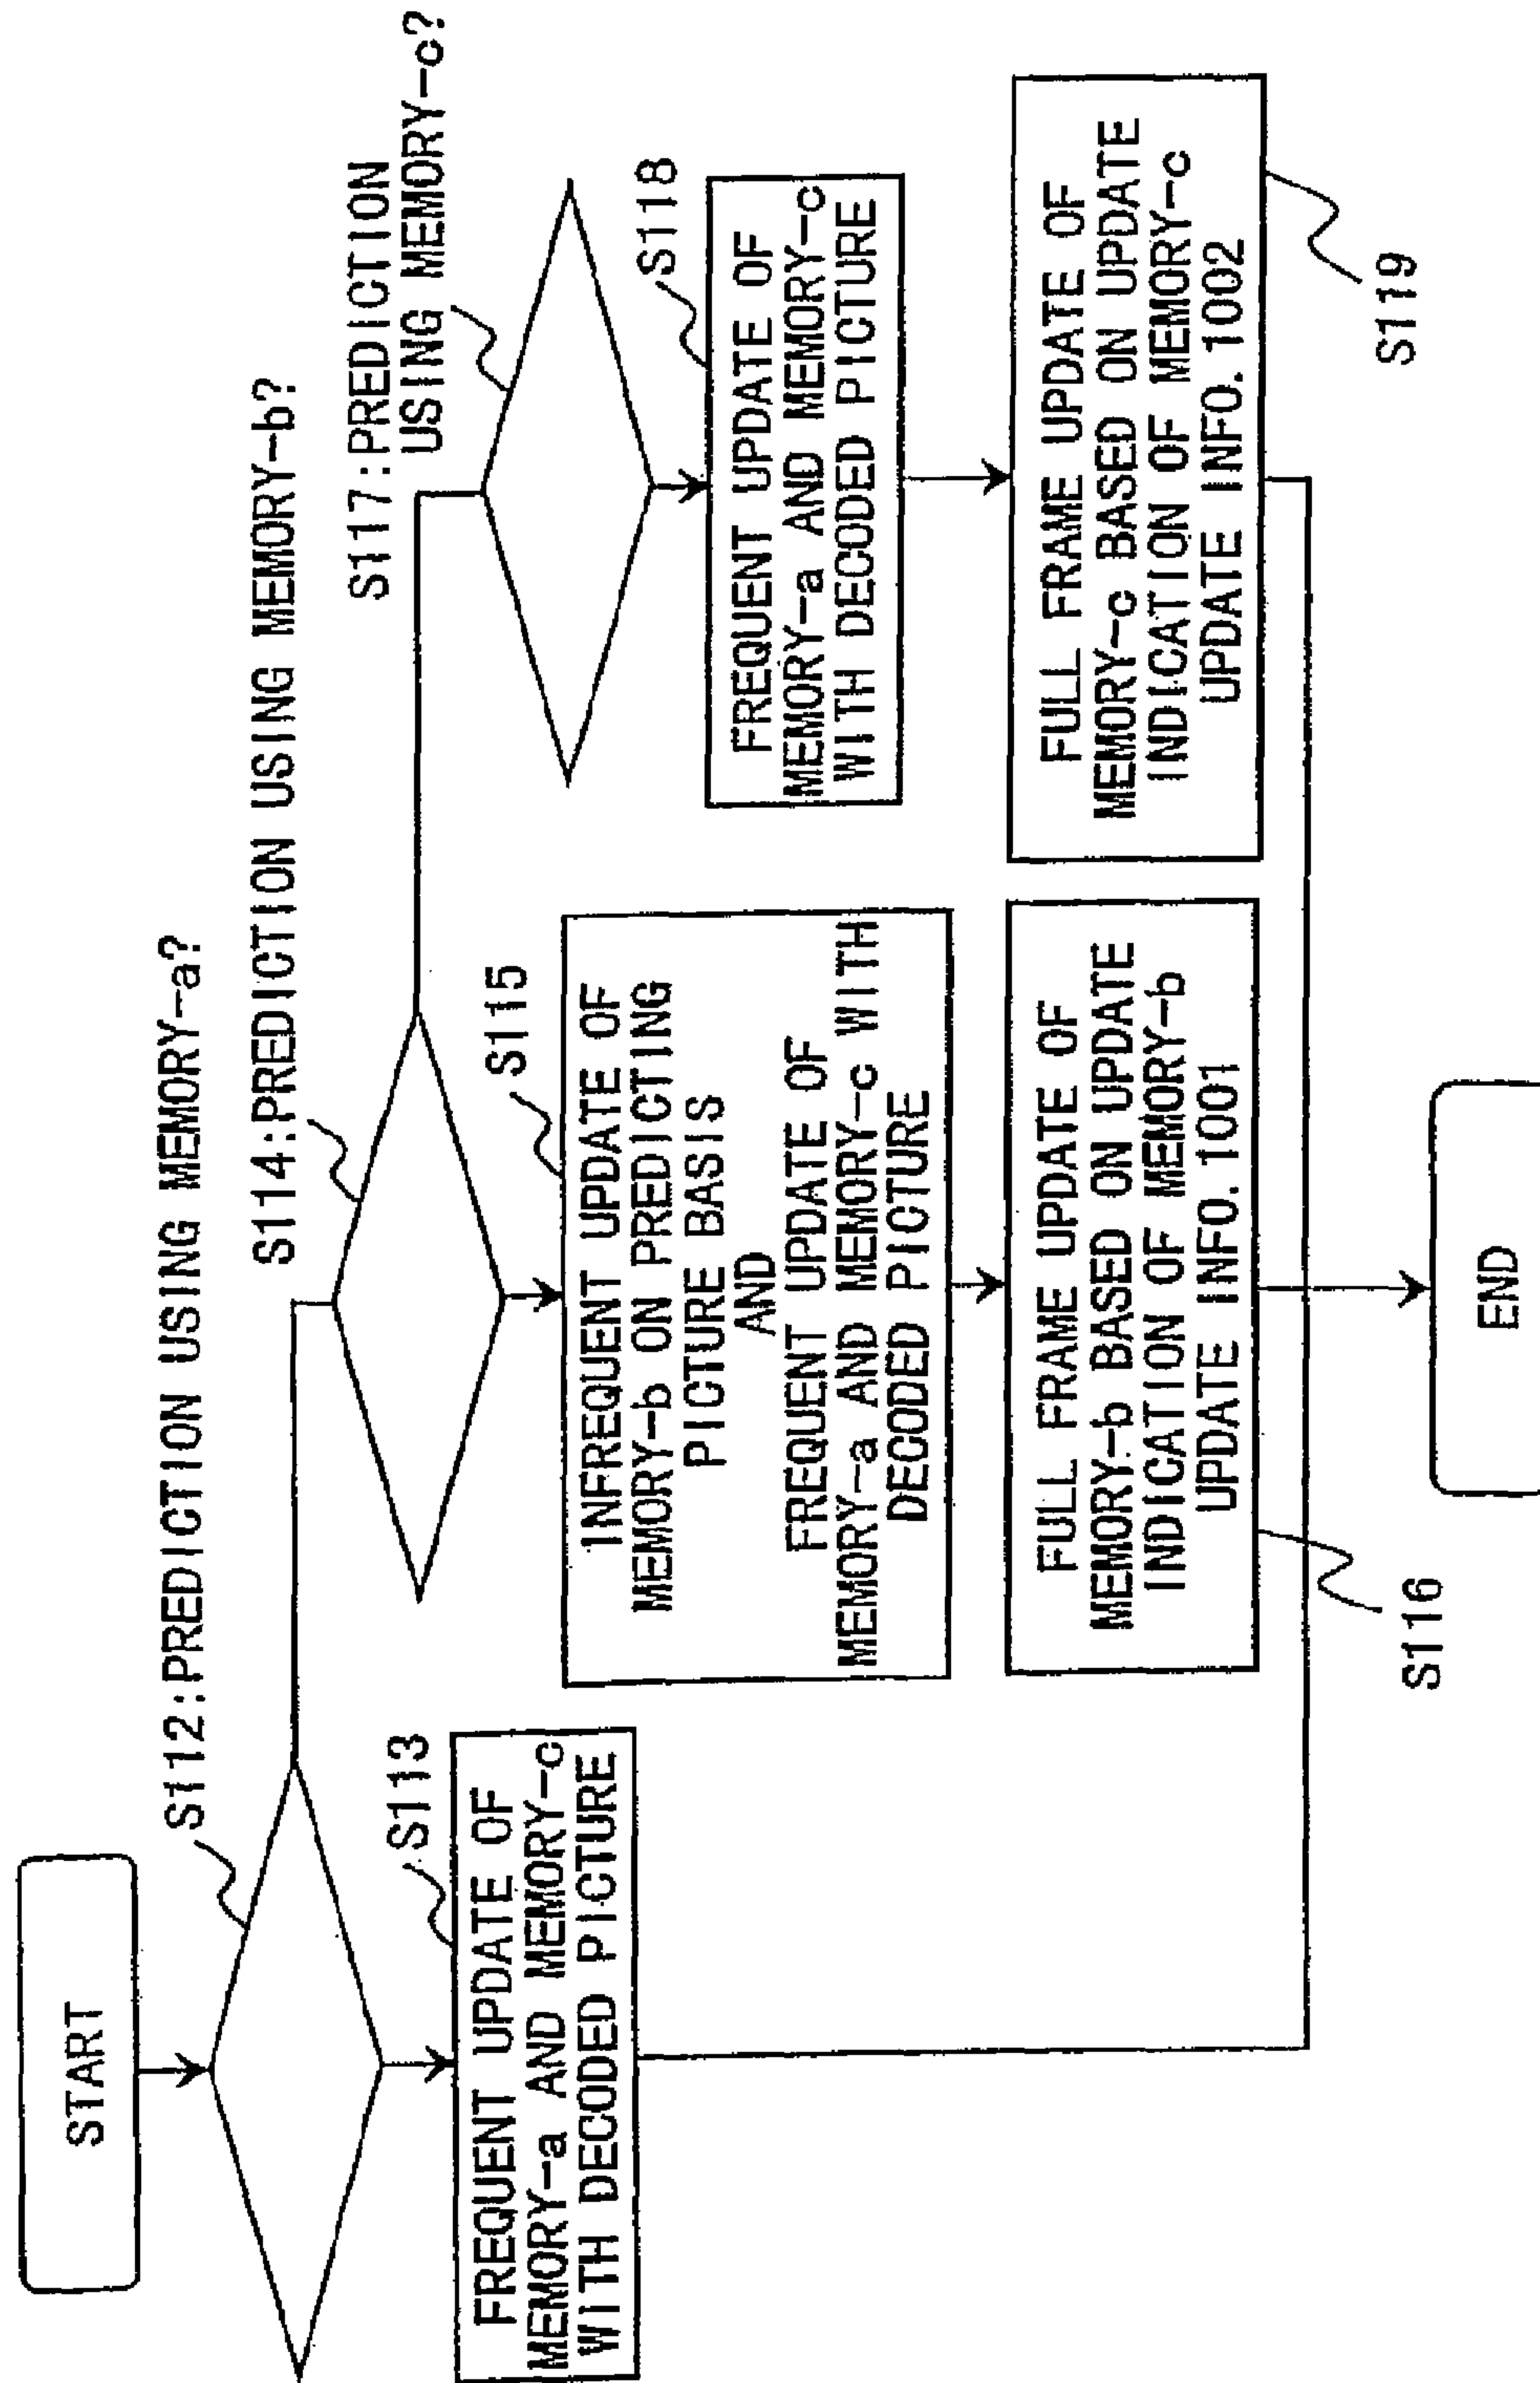 START
S112:PREDICTION USING MEMORY-a?
S113
FREQUENT UPDATE OF
MEMORY-a AND MEMORY-c
WITH DECODED PICTURE
S114:PREDICTION USING MEMORY-b?
S115
INFREQUENT UPDATE OF
MEMORY-b ON PREDICTING
PICTURE BASIS
AND
FREQUENT UPDATE OF
MEMORY-a AND MEMORY-c WITH
DECODED PICTURE
FULL FRAME UPDATE OF
MEMORY-b BASED ON UPDATE
INDICATION OF MEMORY-b
UPDATE INFO.1001
S116
S117:PREDICTION
USING MEMORY-c?
S118
FREQUENT UPDATE OF
MEMORY-a AND MEMORY-c
WITH DECODED PICTURE
FULL FRAME UPDATE OF
MEMORY-c BASED ON UPDATE
INDICATION OF MEMORY-c
UPDATE INFO.1002
S119
END